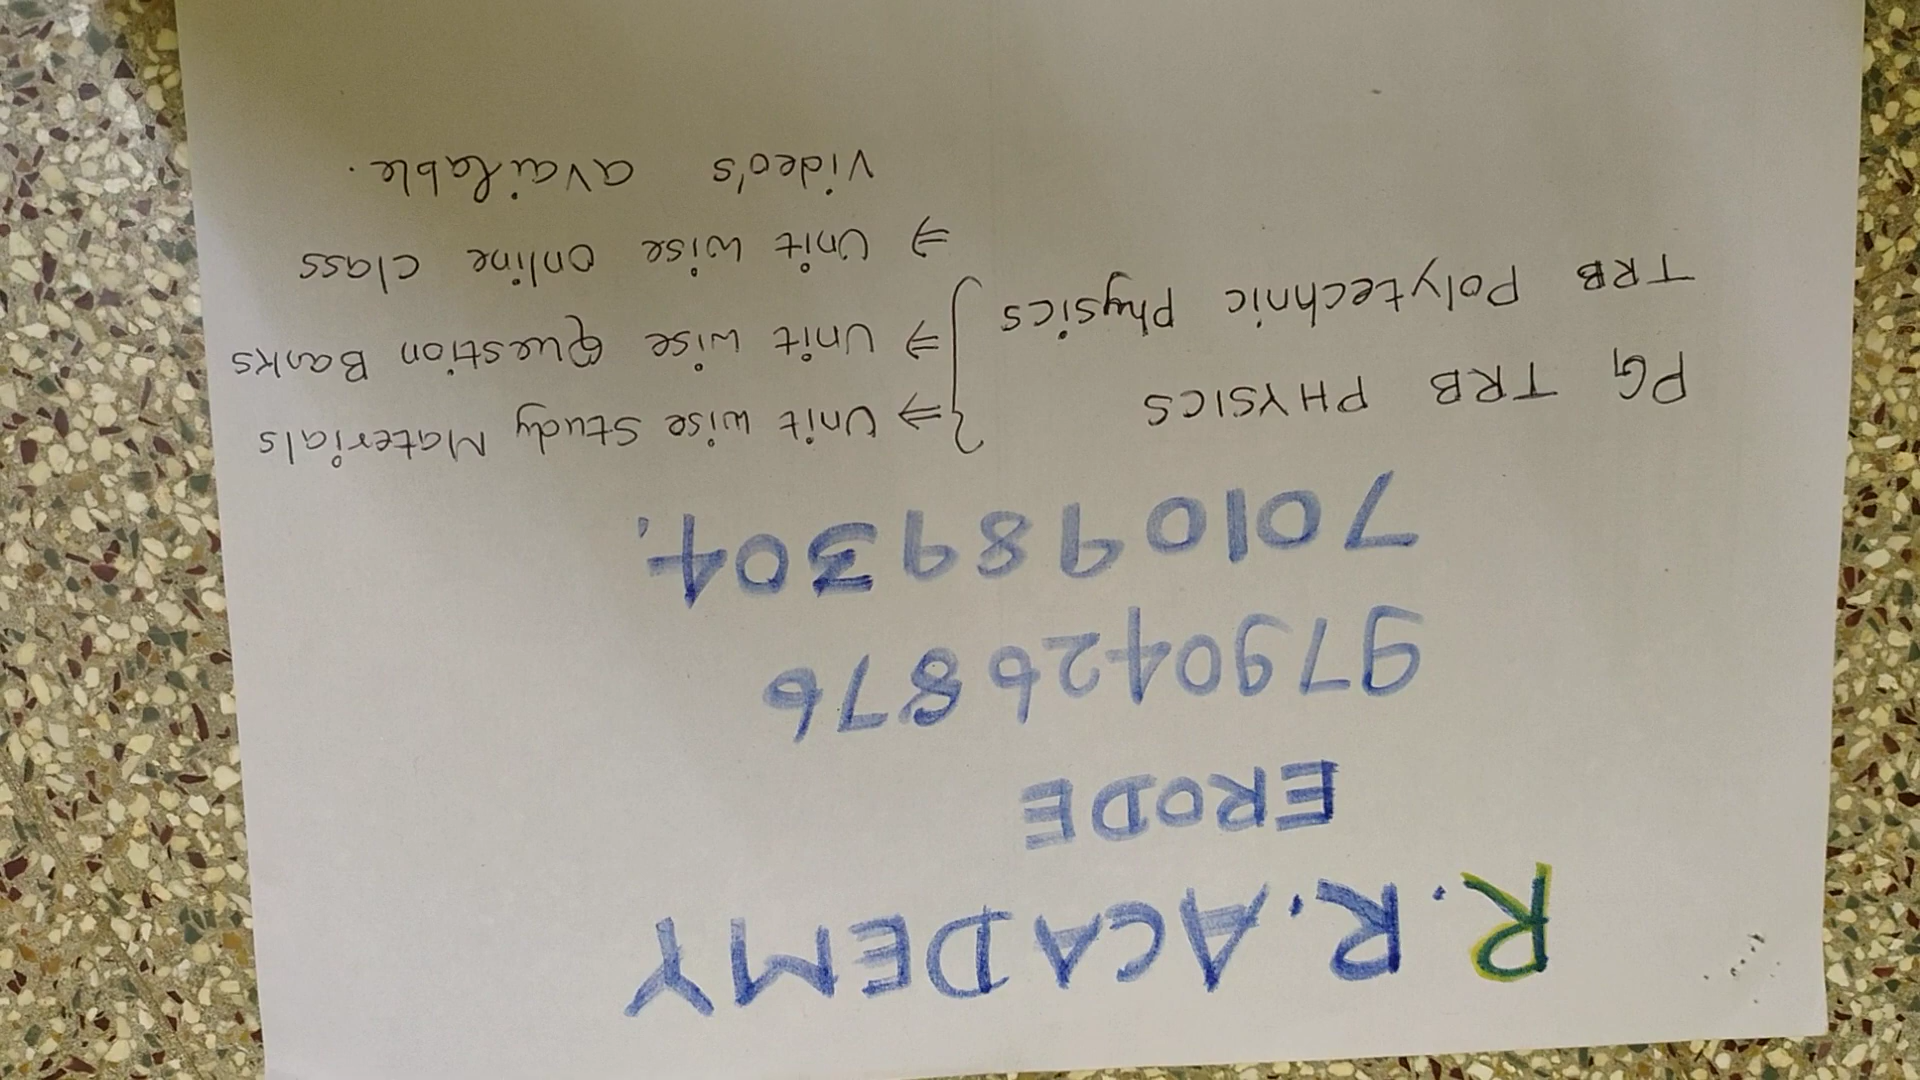 R.R.ACADEMY
ERODE
9790426876
7010989304.
PG TRB PHYSICS
TRB Polytechnic Physics
⇒ Unit wise Study Materials
⇒ Unit wise Question Banks
⇒ Unit wise Online class
Video's available.